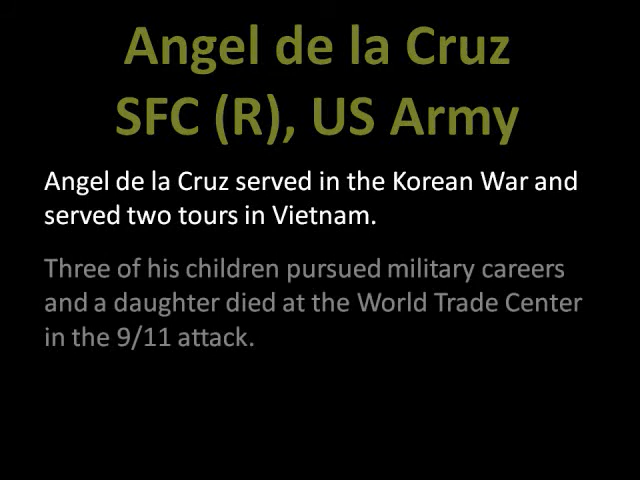 Angel de la Cruz
SFC (R), US Army
Angel de la Cruz served in the Korean War and
served two tours in Vietnam.
Three of his children pursued military careers
and a daughter died at the World Trade Center
in the 9/11 attack.